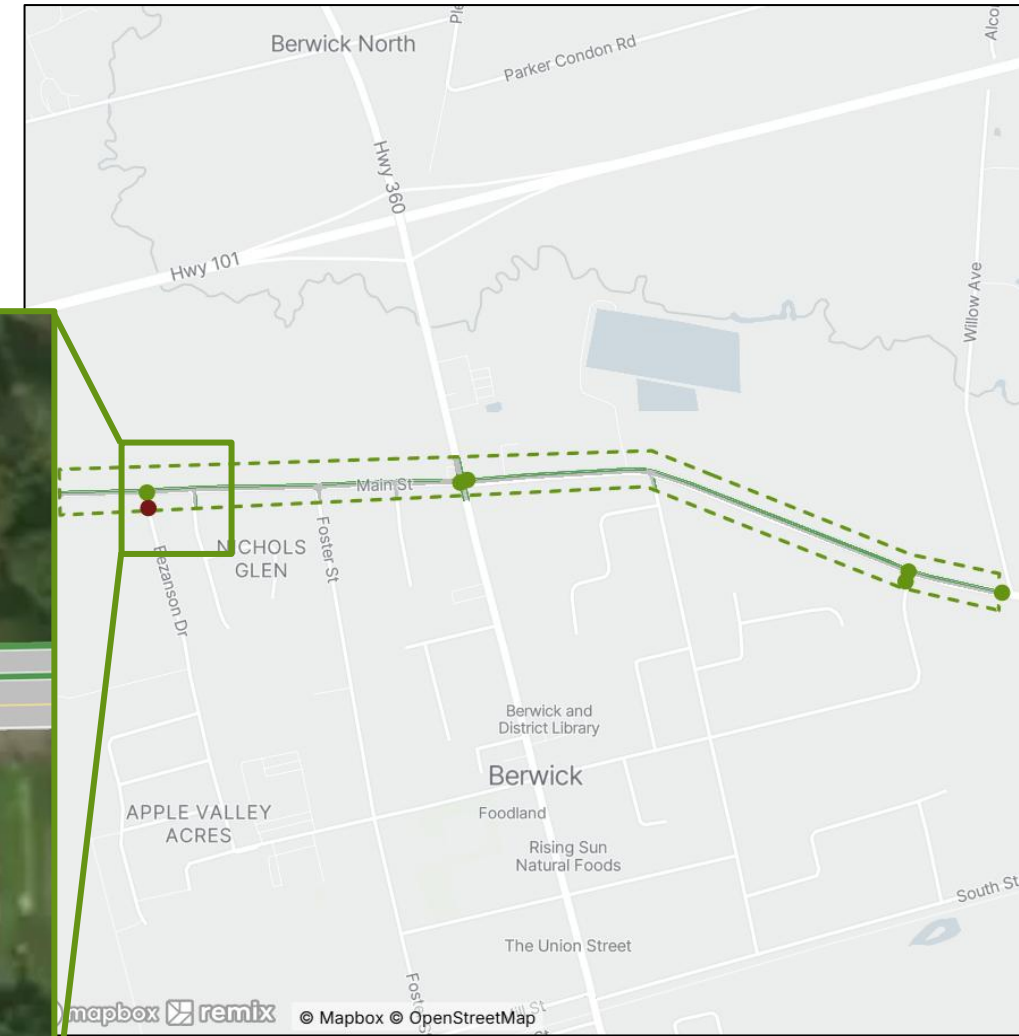 Berwick North
Parker Condon Rd
Hwy 360
Hwy 101
Willow Ave
Main St
NICHOLS
GLEN
Foster St
Bezanson Dr
Berwick and
District Library
Berwick
Foodland
APPLE VALLEY
ACRES
Rising Sun
Natural Foods
South St
The Union Street
mapbox remix © Mapbox © OpenStreetMap